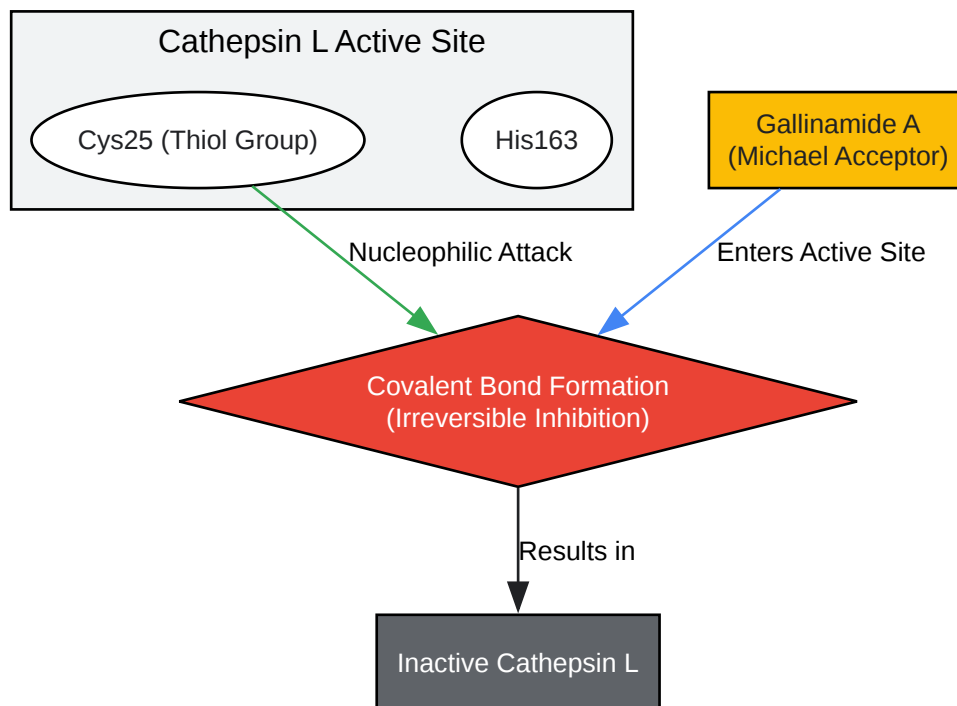 Cathepsin L Active Site
Cys25 (Thiol Group)
His163
Gallinamide A
(Michael Acceptor)
Nucleophilic Attack
Enters Active Site
Covalent Bond Formation
(Irreversible Inhibition)
Results in
Inactive Cathepsin L